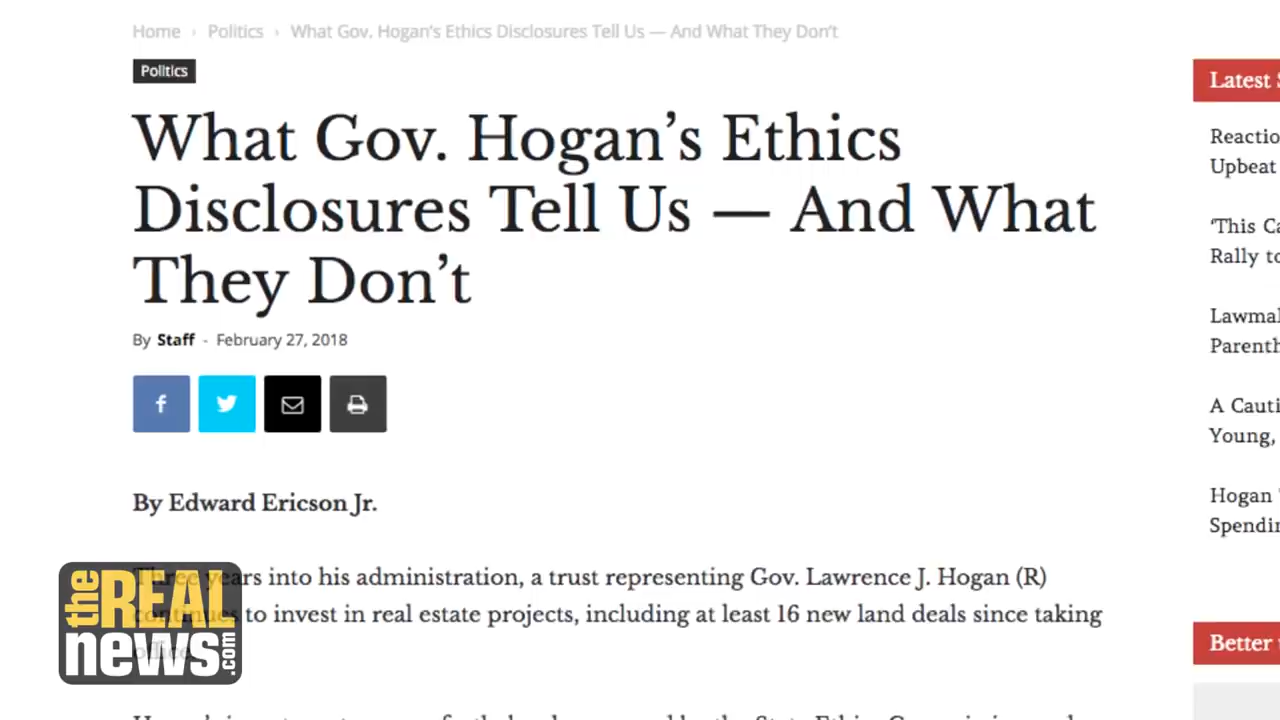 Home › Politics › What Gov. Hogan's Ethics Disclosures Tell Us — And What They Don't
Politics
What Gov. Hogan's Ethics
Disclosures Tell Us — And What
They Don't
By Staff - February 27, 2018
By Edward Ericson Jr.
Three years into his administration, a trust representing Gov. Lawrence J. Hogan (R)
continues to invest in real estate projects, including at least 16 new land deals since taking
office.
the REAL
news.com
Latest
Reactio
Upbeat
'This Ca
Rally to
Lawmak
Parenth
A Cauti
Young,
Hogan
Spendin
Better